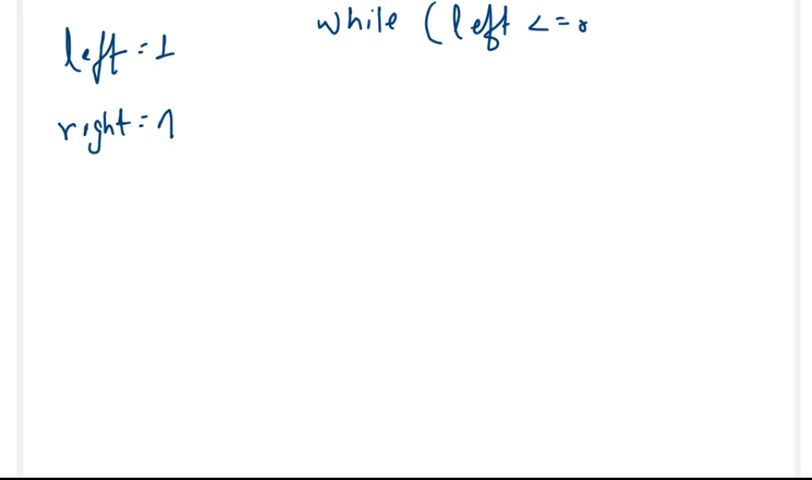 while (left <=
left = 1
right = n